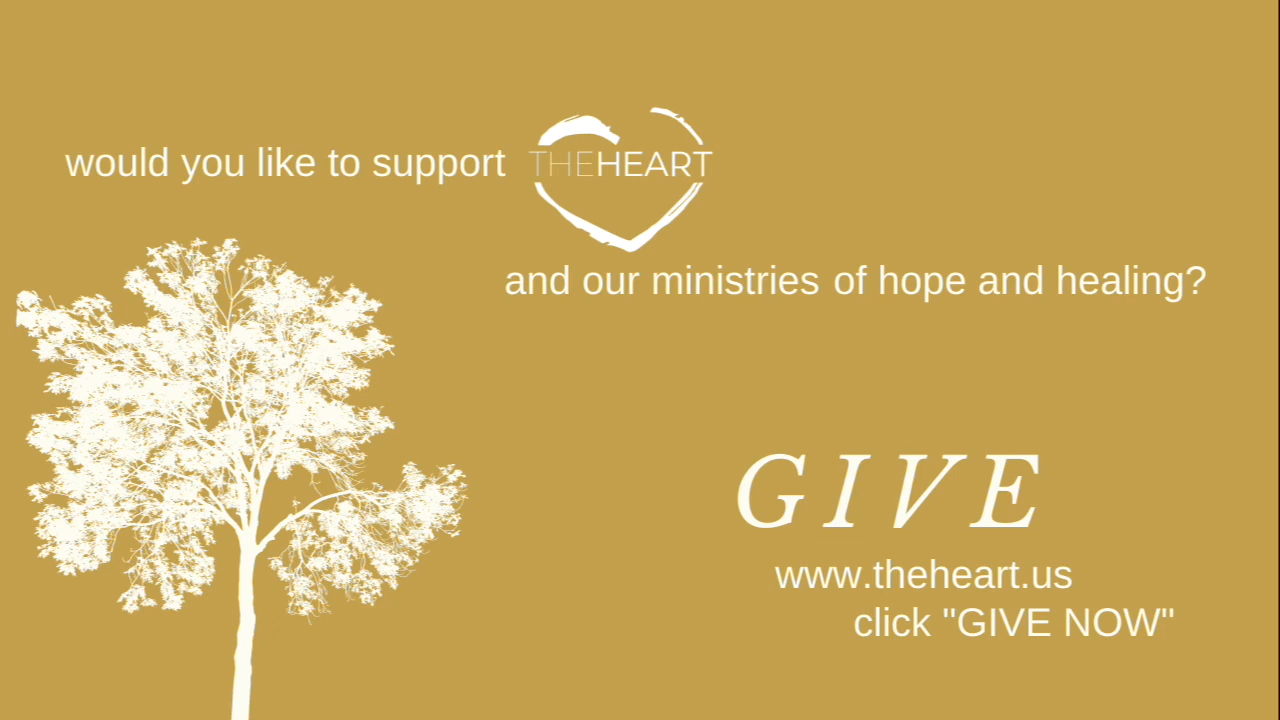 would you like to support THEHEART
and our ministries of hope and healing?
GIVE
www.theheart.us
click "GIVE NOW"